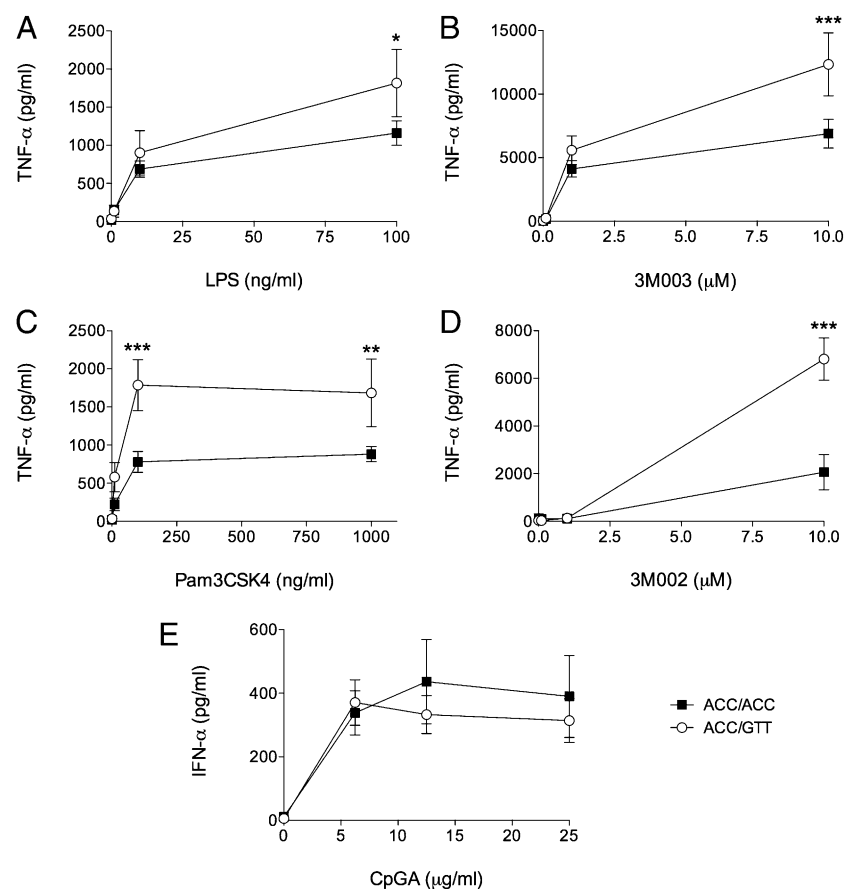 A
TNF-α (pg/ml)
2500
2000
1500
1000
500
0
*
0 25 50 75 100
LPS (ng/ml)
B
TNF-α (pg/ml)
15000
10000
5000
0
***
0.0 2.5 5.0 7.5 10.0
3M003 (μM)
C
TNF-α (pg/ml)
2500
2000
1500
1000
500
0
*** **
0 250 500 750 1000
Pam3CSK4 (ng/ml)
D
TNF-α (pg/ml)
8000
6000
4000
2000
0
***
0.0 2.5 5.0 7.5 10.0
3M002 (μM)
E
IFN-α (pg/ml)
600
400
200
0
0 5 10 15 20 25
CpGA (μg/ml)
ACC/ACC
ACC/GTT